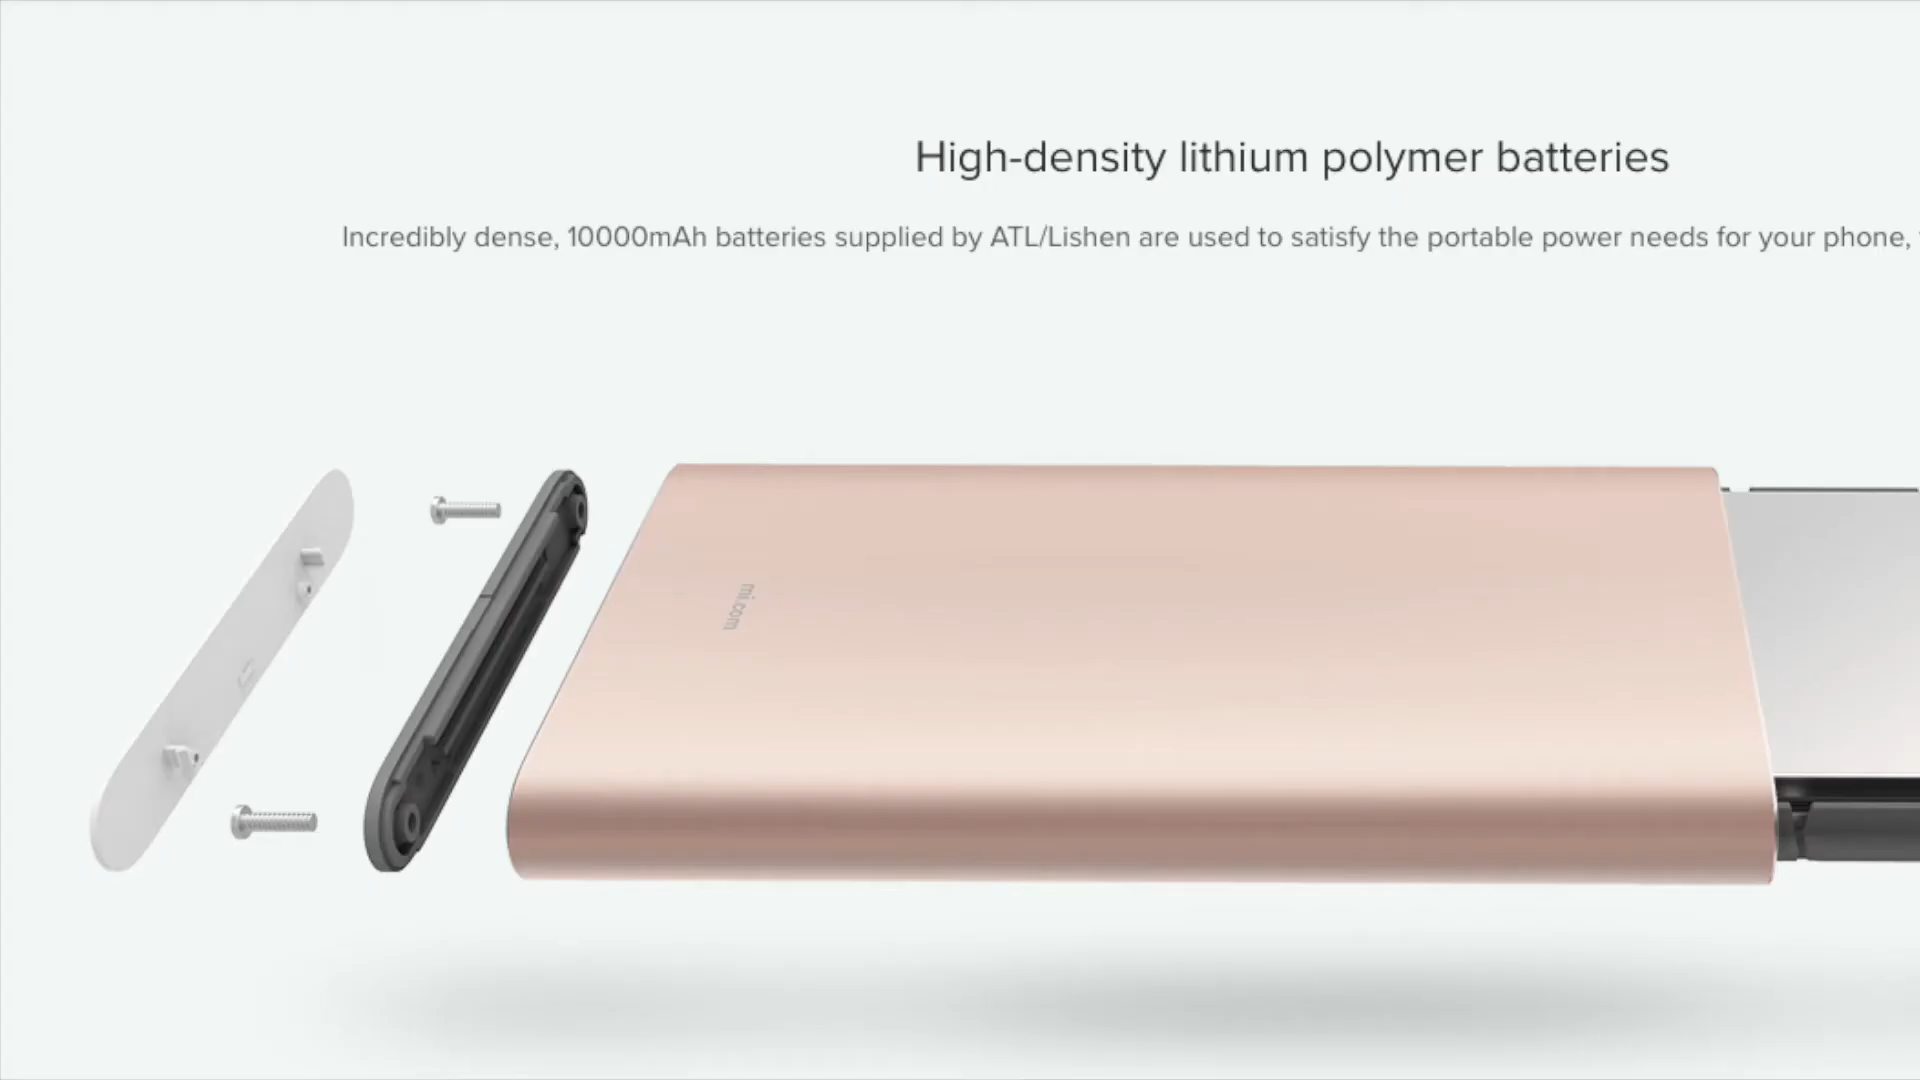 High-density lithium polymer batteries
Incredibly dense, 10000mAh batteries supplied by ATL/Lishen are used to satisfy the portable power needs for your phone,
mi.com